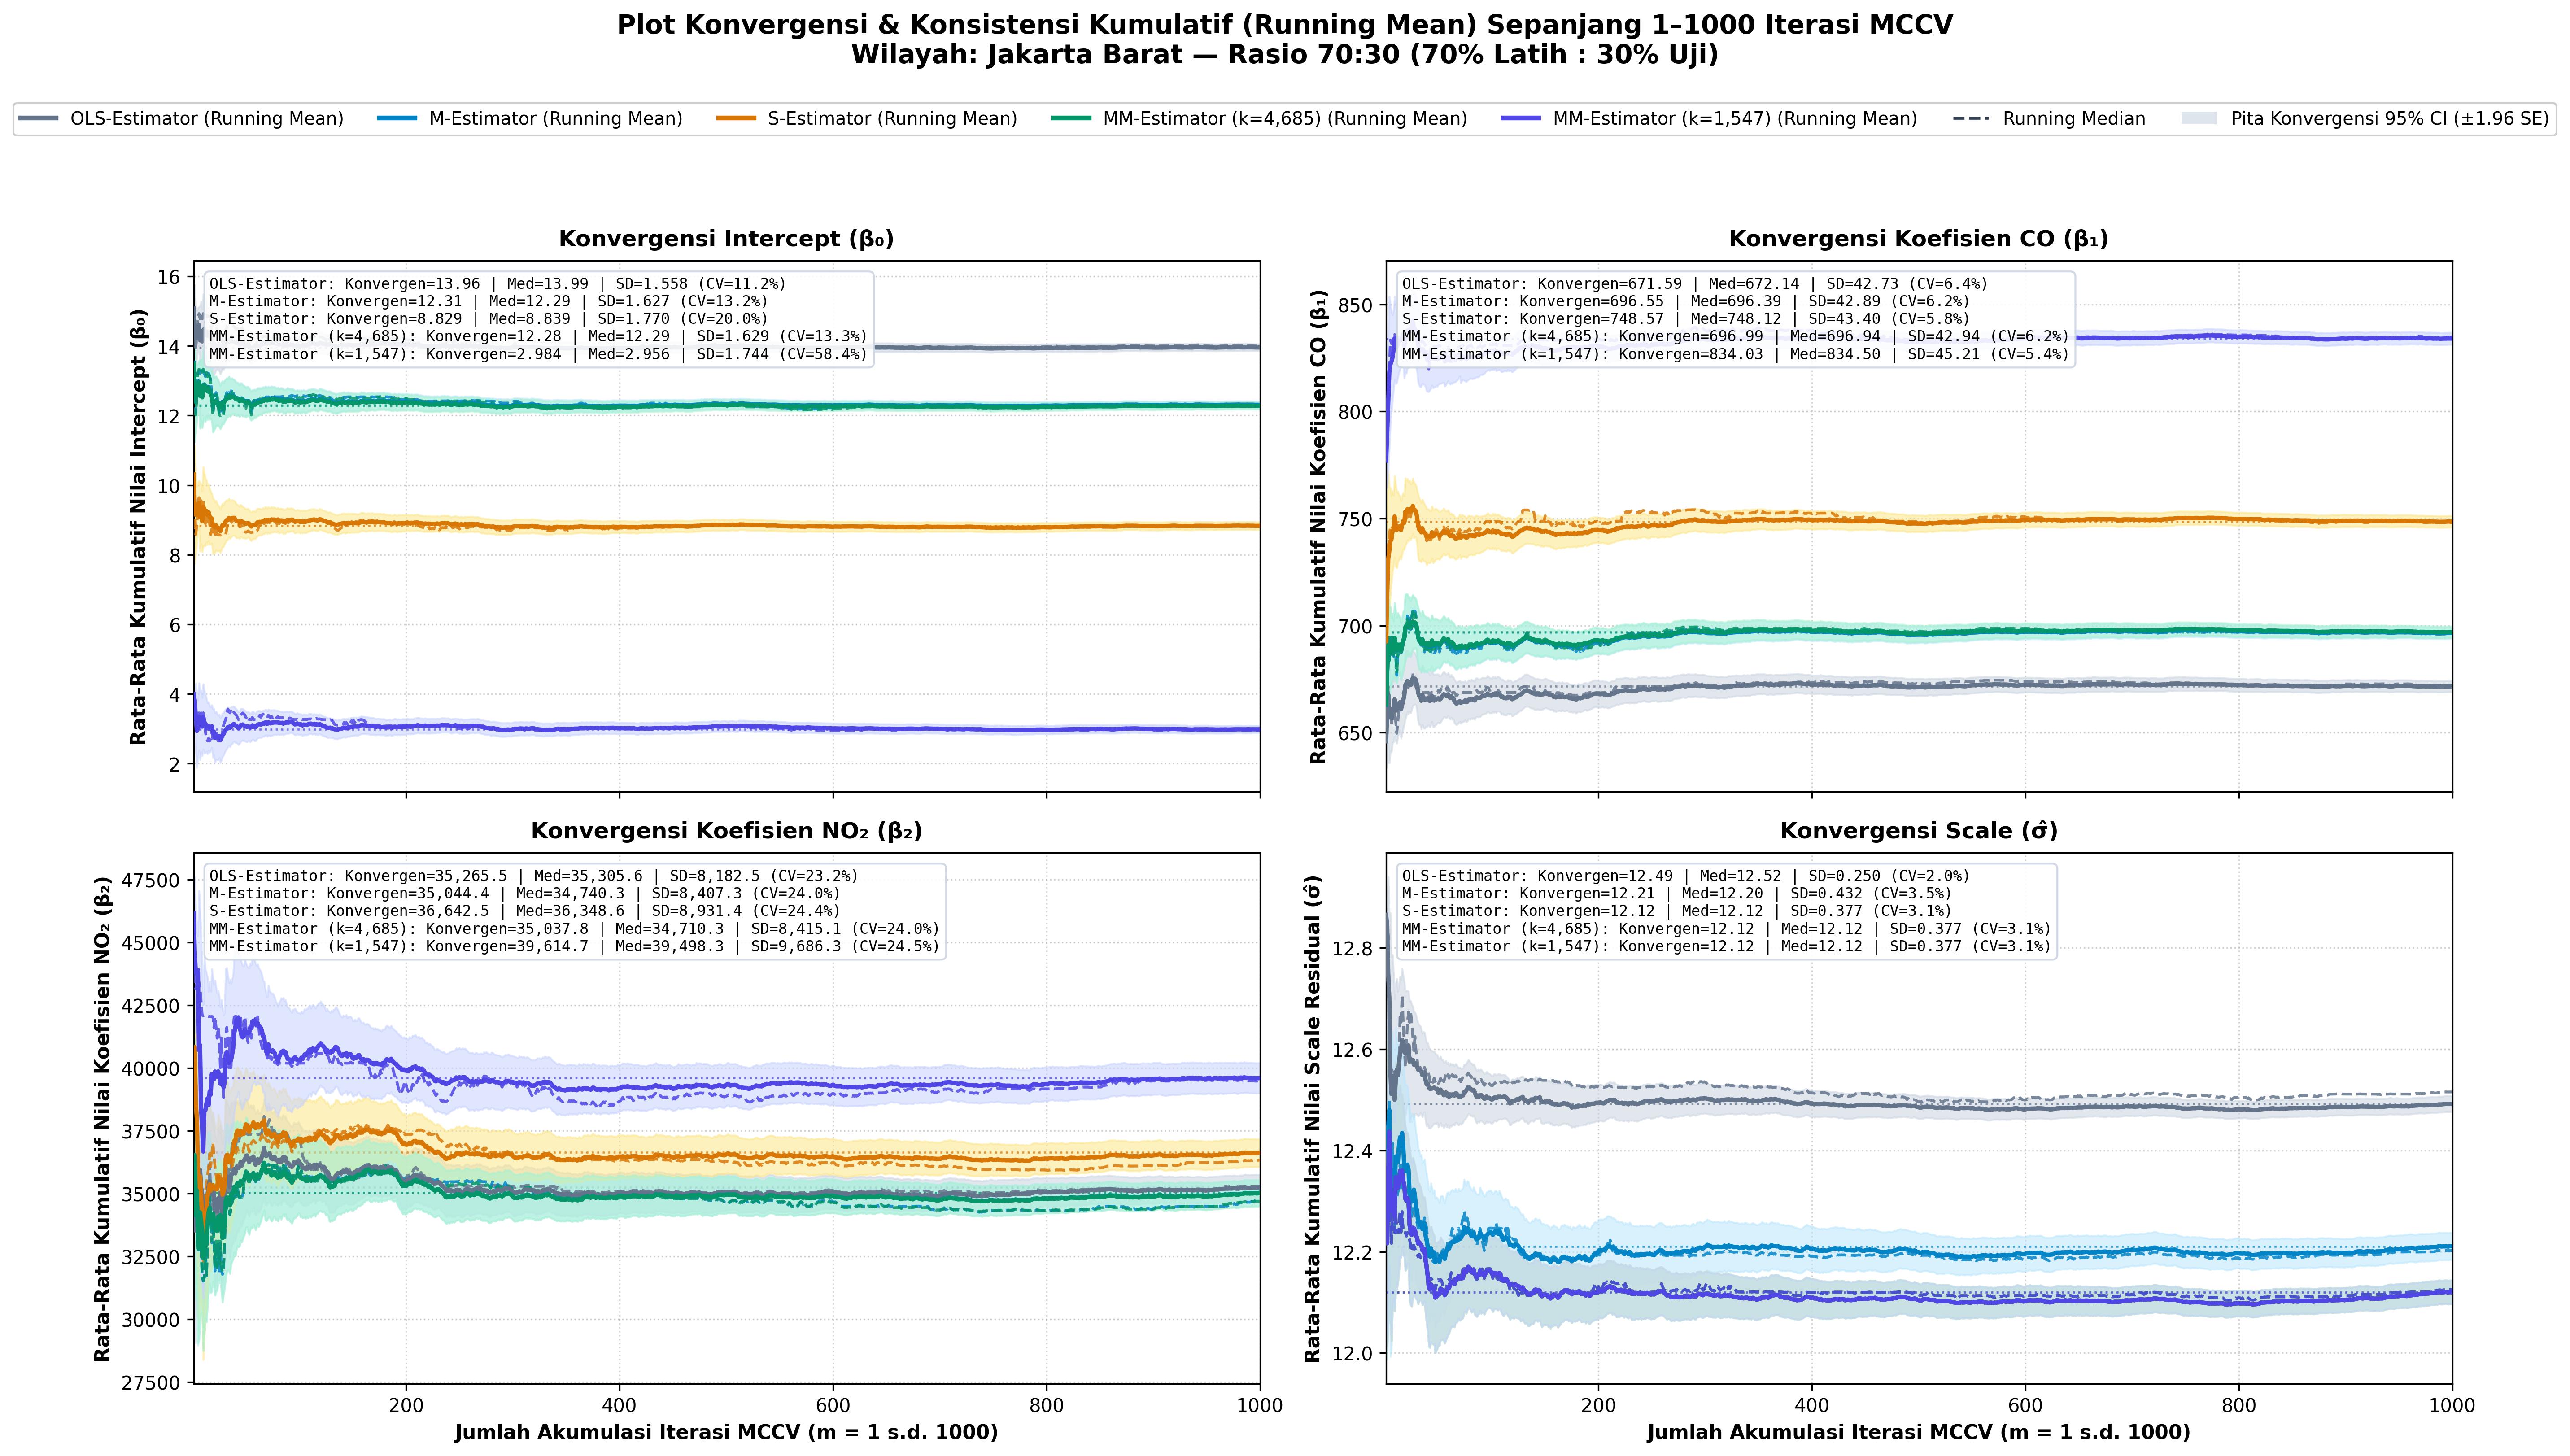 Plot Konvergensi & Konsistensi Kumulatif (Running Mean) Sepanjang 1–1000 Iterasi MCCV
Wilayah: Jakarta Barat — Rasio 70:30 (70% Latih : 30% Uji)
OLS-Estimator (Running Mean) M-Estimator (Running Mean) S-Estimator (Running Mean) MM-Estimator (k=4,685) (Running Mean) MM-Estimator (k=1,547) (Running Mean) Running Median Pita Konvergensi 95% CI (±1.96 SE)
Konvergensi Intercept (β₀)
Rata-Rata Kumulatif Nilai Intercept (β₀)
16
14
12
10
8
6
4
2
OLS-Estimator: Konvergen=13.96 | Med=13.99 | SD=1.558 (CV=11.2%)
M-Estimator: Konvergen=12.31 | Med=12.29 | SD=1.627 (CV=13.2%)
S-Estimator: Konvergen=8.829 | Med=8.839 | SD=1.770 (CV=20.0%)
MM-Estimator (k=4,685): Konvergen=12.28 | Med=12.29 | SD=1.629 (CV=13.3%)
MM-Estimator (k=1,547): Konvergen=2.984 | Med=2.956 | SD=1.744 (CV=58.4%)
Konvergensi Koefisien CO (β₁)
Rata-Rata Kumulatif Nilai Koefisien CO (β₁)
850
800
750
700
650
OLS-Estimator: Konvergen=671.59 | Med=672.14 | SD=42.73 (CV=6.4%)
M-Estimator: Konvergen=696.55 | Med=696.39 | SD=42.89 (CV=6.2%)
S-Estimator: Konvergen=748.57 | Med=748.12 | SD=43.40 (CV=5.8%)
MM-Estimator (k=4,685): Konvergen=696.99 | Med=696.94 | SD=42.94 (CV=6.2%)
MM-Estimator (k=1,547): Konvergen=834.03 | Med=834.50 | SD=45.21 (CV=5.4%)
Konvergensi Koefisien NO₂ (β₂)
Rata-Rata Kumulatif Nilai Koefisien NO₂ (β₂)
47500
45000
42500
40000
37500
35000
32500
30000
27500
OLS-Estimator: Konvergen=35,265.5 | Med=35,305.6 | SD=8,182.5 (CV=23.2%)
M-Estimator: Konvergen=35,044.4 | Med=34,740.3 | SD=8,407.3 (CV=24.0%)
S-Estimator: Konvergen=36,642.5 | Med=36,348.6 | SD=8,931.4 (CV=24.4%)
MM-Estimator (k=4,685): Konvergen=35,037.8 | Med=34,710.3 | SD=8,415.1 (CV=24.0%)
MM-Estimator (k=1,547): Konvergen=39,614.7 | Med=39,498.3 | SD=9,686.3 (CV=24.5%)
200 400 600 800 1000
Jumlah Akumulasi Iterasi MCCV (m = 1 s.d. 1000)
Konvergensi Scale (σ̂)
Rata-Rata Kumulatif Nilai Scale Residual (σ̂)
12.8
12.6
12.4
12.2
12.0
OLS-Estimator: Konvergen=12.49 | Med=12.52 | SD=0.250 (CV=2.0%)
M-Estimator: Konvergen=12.21 | Med=12.20 | SD=0.432 (CV=3.5%)
S-Estimator: Konvergen=12.12 | Med=12.12 | SD=0.377 (CV=3.1%)
MM-Estimator (k=4,685): Konvergen=12.12 | Med=12.12 | SD=0.377 (CV=3.1%)
MM-Estimator (k=1,547): Konvergen=12.12 | Med=12.12 | SD=0.377 (CV=3.1%)
200 400 600 800 1000
Jumlah Akumulasi Iterasi MCCV (m = 1 s.d. 1000)